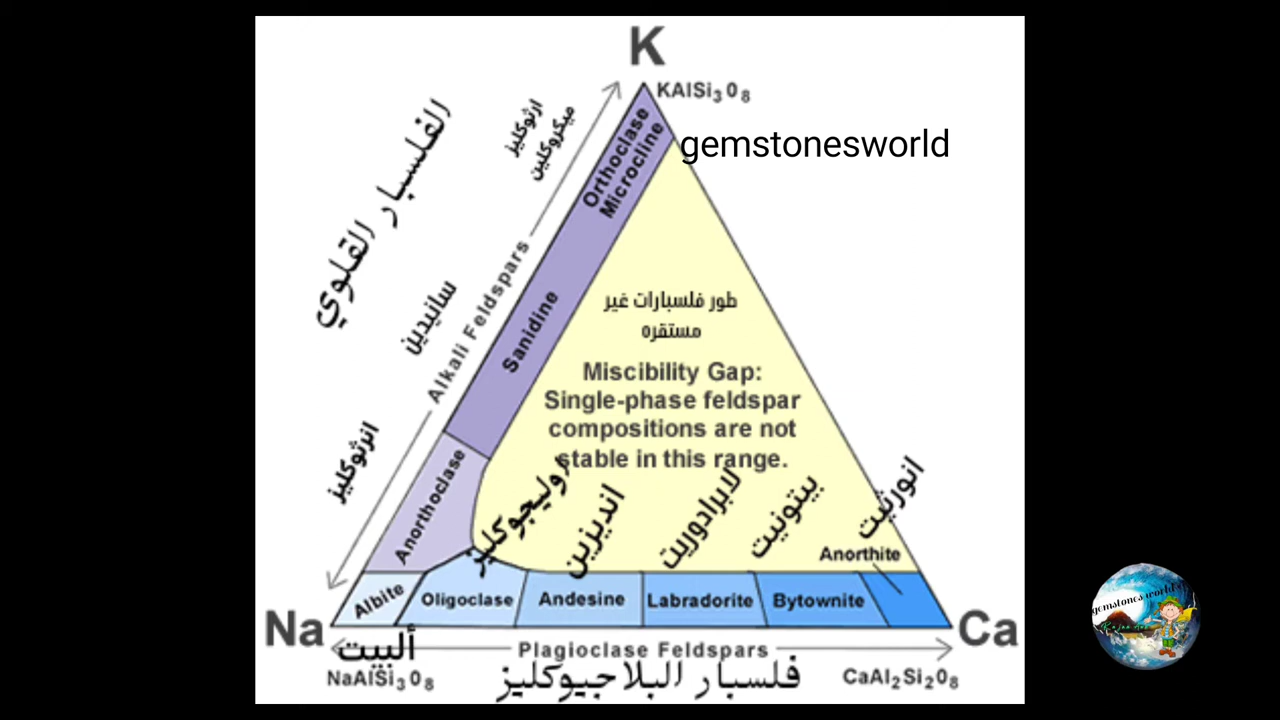 K
KAlSi3O8
gemstonesworld
الفلسبار القلوي
ارثوكليز
ميكروكلين
Orthoclase
Microcline
Alkali Feldspars
سانيدين
Sanidine
طور فلسبارات غير
مستقره
Miscibility Gap:
Single-phase feldspar
compositions are not
stable in this range.
انرثوكليز
Anorthoclase
اوليجوكليز
انديزين
لابرادوريت
بيتونيت
انورثيت
Anorthite
Albite
Oligoclase
Andesine
Labradorite
Bytownite
Na
Ca
ألبيت
Plagioclase Feldspars
NaAlSi3O8
فلسبار البلاجيوكليز
CaAl2Si2O8
gemstones world